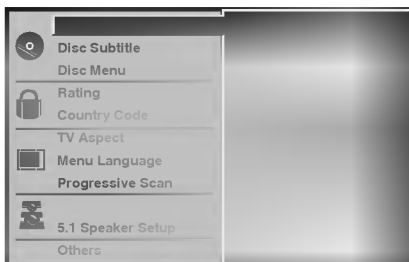 Disc Subtitle
Disc Menu
Rating
Country Code
TV Aspect
Menu Language
Progressive Scan
5.1 Speaker Setup
Others